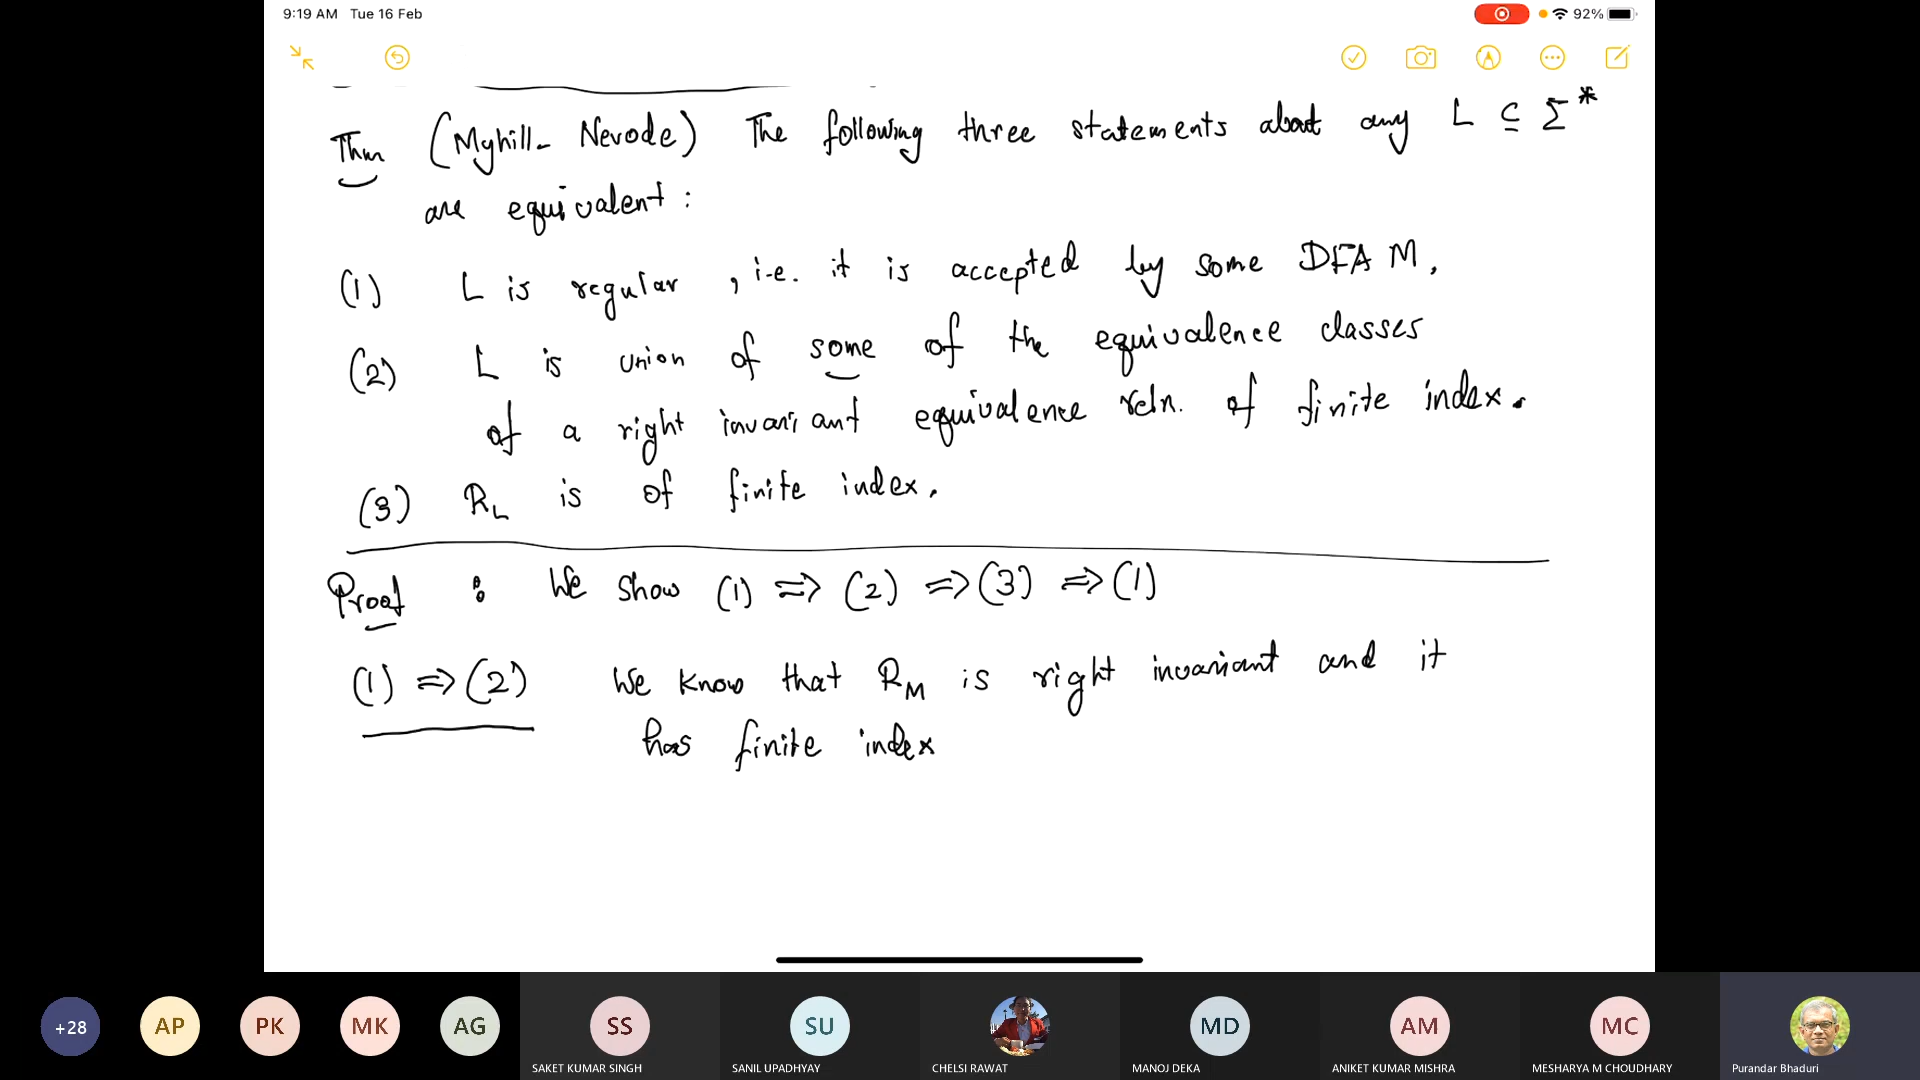 9:19 AM Tue 16 Feb
92%
Thm (Myhill- Nevode) The following three statements about any L ⊆ Σ*
are equivalent :
(1) L is regular , i.e. it is accepted by some DFA M.
(2) L is union of some of the equivalence classes
of a right invariant equivalence reln. of finite index.
(3) R_L is of finite index.
Proof : We show (1) => (2) => (3) => (1)
(1) => (2) We know that R_M is right invariant and it
has finite index
+28 AP PK MK AG SS SU MD AM MC
SAKET KUMAR SINGH SANIL UPADHYAY CHELSI RAWAT MANOJ DEKA ANIKET KUMAR MISHRA MESHARYA M CHOUDHARY Purandar Bhaduri